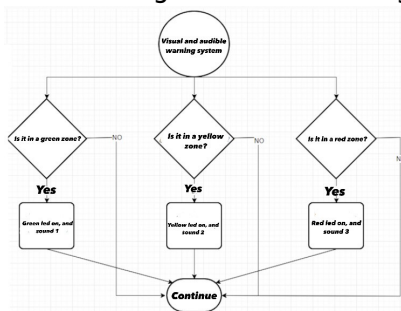 Visual and audible
warning system
Is it in a green zone?
NO
Is it in a yellow
zone?
NO
Is it in a red zone?
N
Yes
Yes
Yes
Green led on, and
sound 1
Yellow led on, and
sound 2
Red led on, and
sound 3
Continue